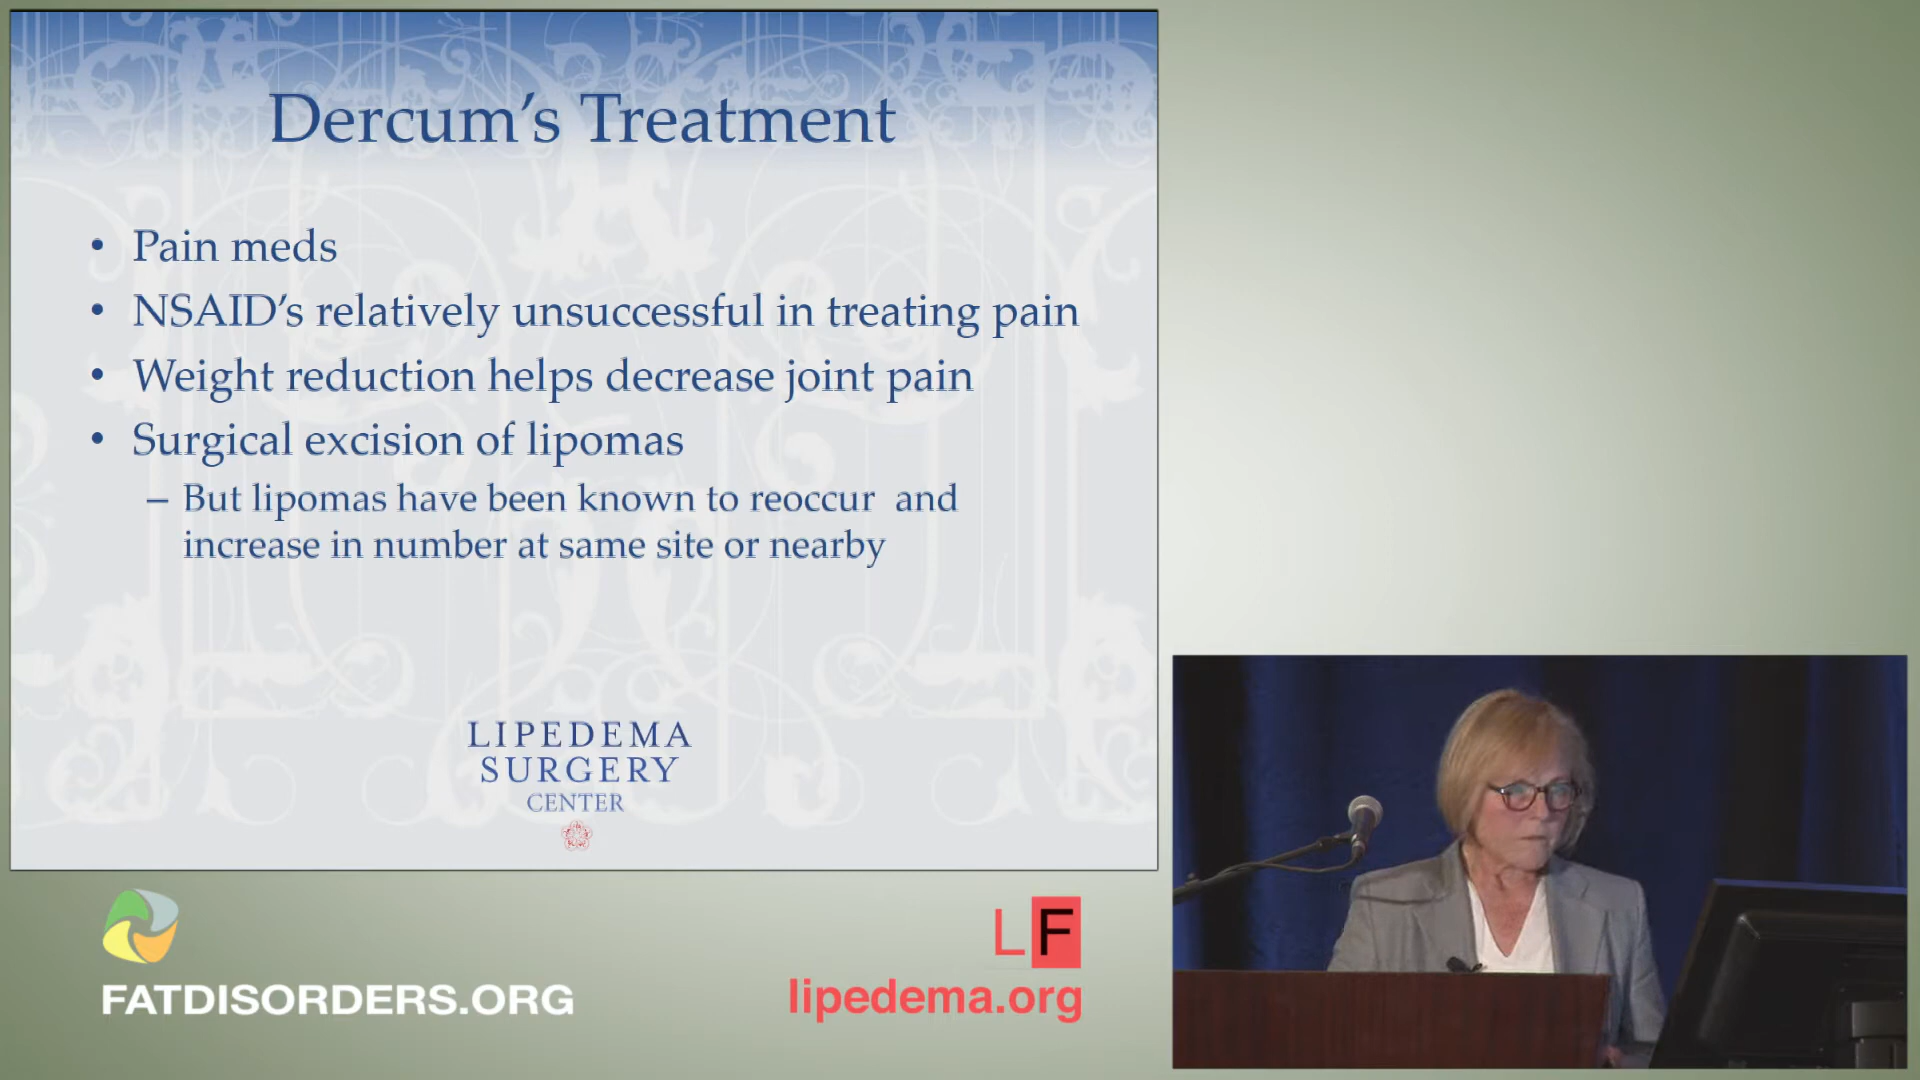 Dercum's Treatment
• Pain meds
• NSAID's relatively unsuccessful in treating pain
• Weight reduction helps decrease joint pain
• Surgical excision of lipomas
– But lipomas have been known to reoccur and
increase in number at same site or nearby
LIPEDEMA
SURGERY
CENTER
FATDISORDERS.ORG
LF
lipedema.org